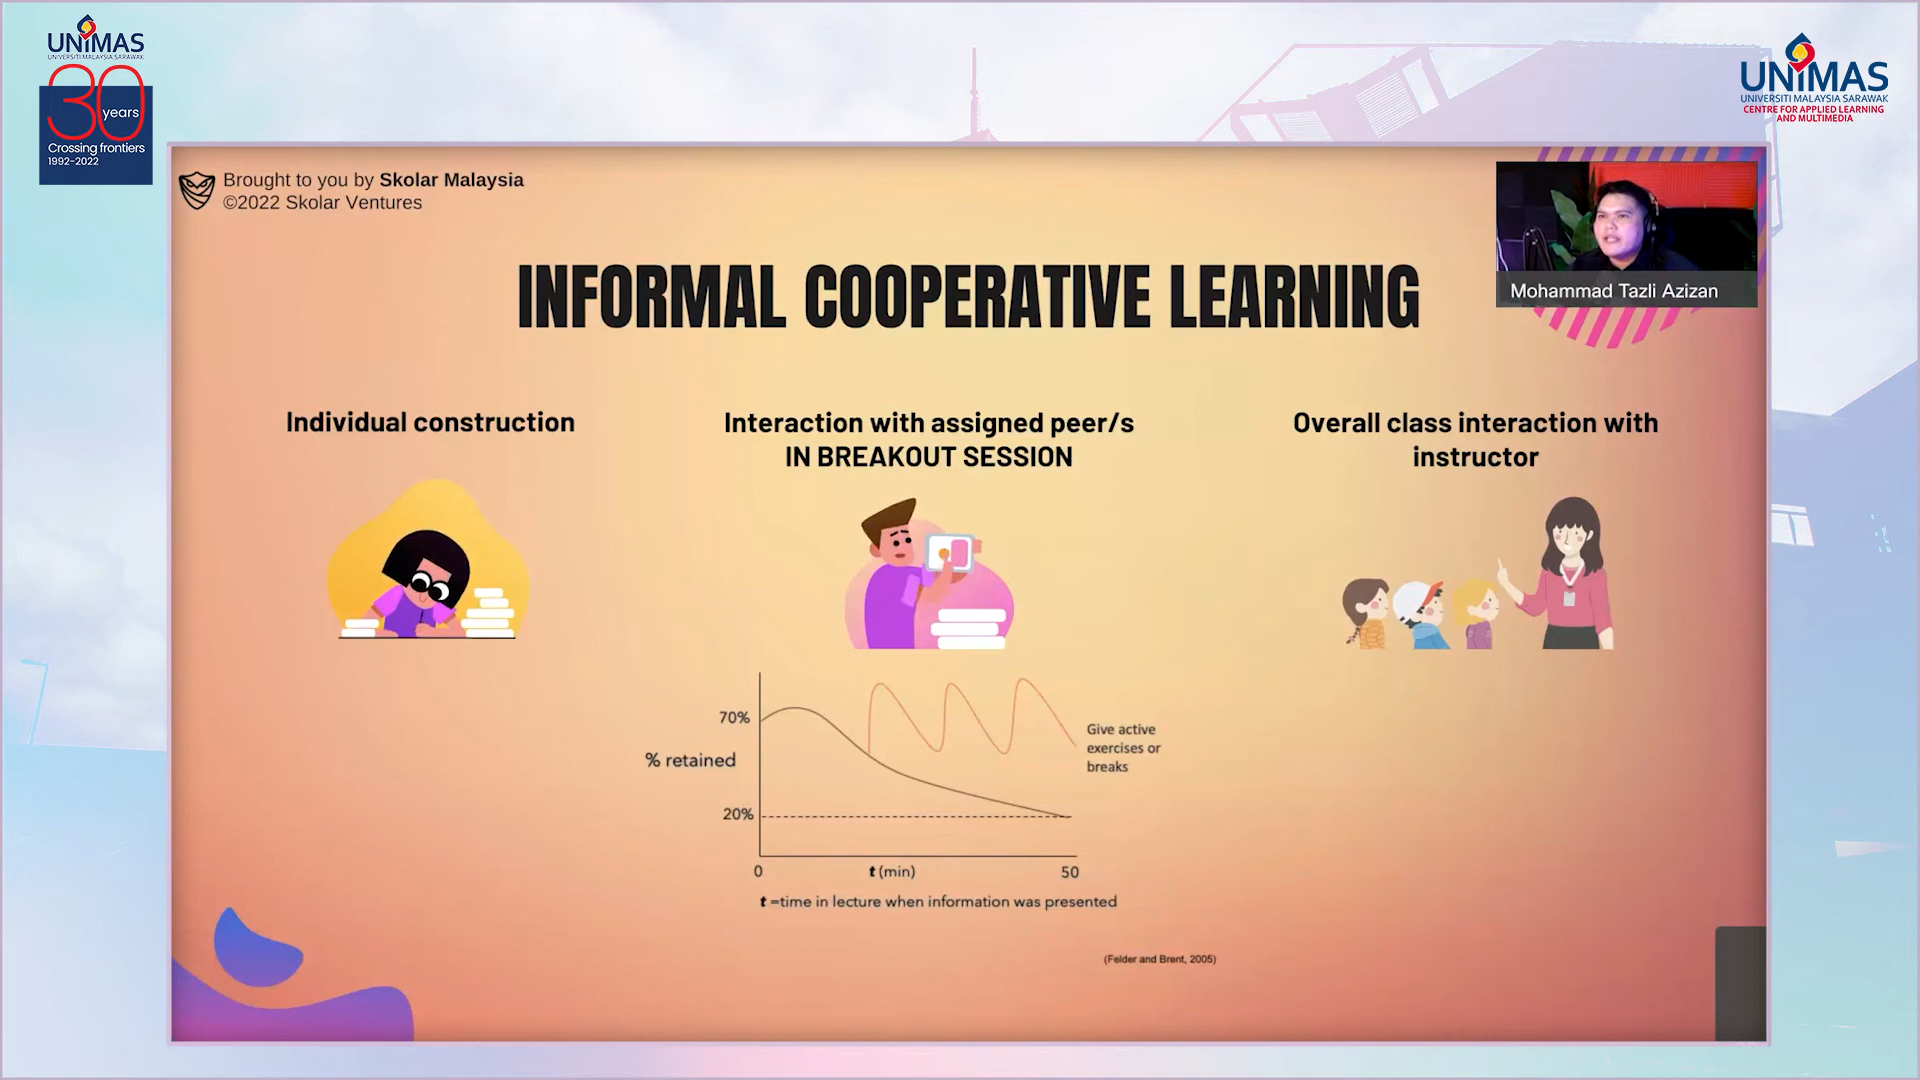 UNIMAS
UNIVERSITI MALAYSIA SARAWAK
30
years
Crossing frontiers
1992-2022
UNIMAS
UNIVERSITI MALAYSIA SARAWAK
CENTRE FOR APPLIED LEARNING
AND MULTIMEDIA
Brought to you by Skolar Malaysia
©2022 Skolar Ventures
Mohammad Tazli Azizan
INFORMAL COOPERATIVE LEARNING
Individual construction
Interaction with assigned peer/s
IN BREAKOUT SESSION
Overall class interaction with
instructor
70%
% retained
20%
0
t (min)
50
Give active
exercises or
breaks
t =time in lecture when information was presented
(Felder and Brent, 2005)